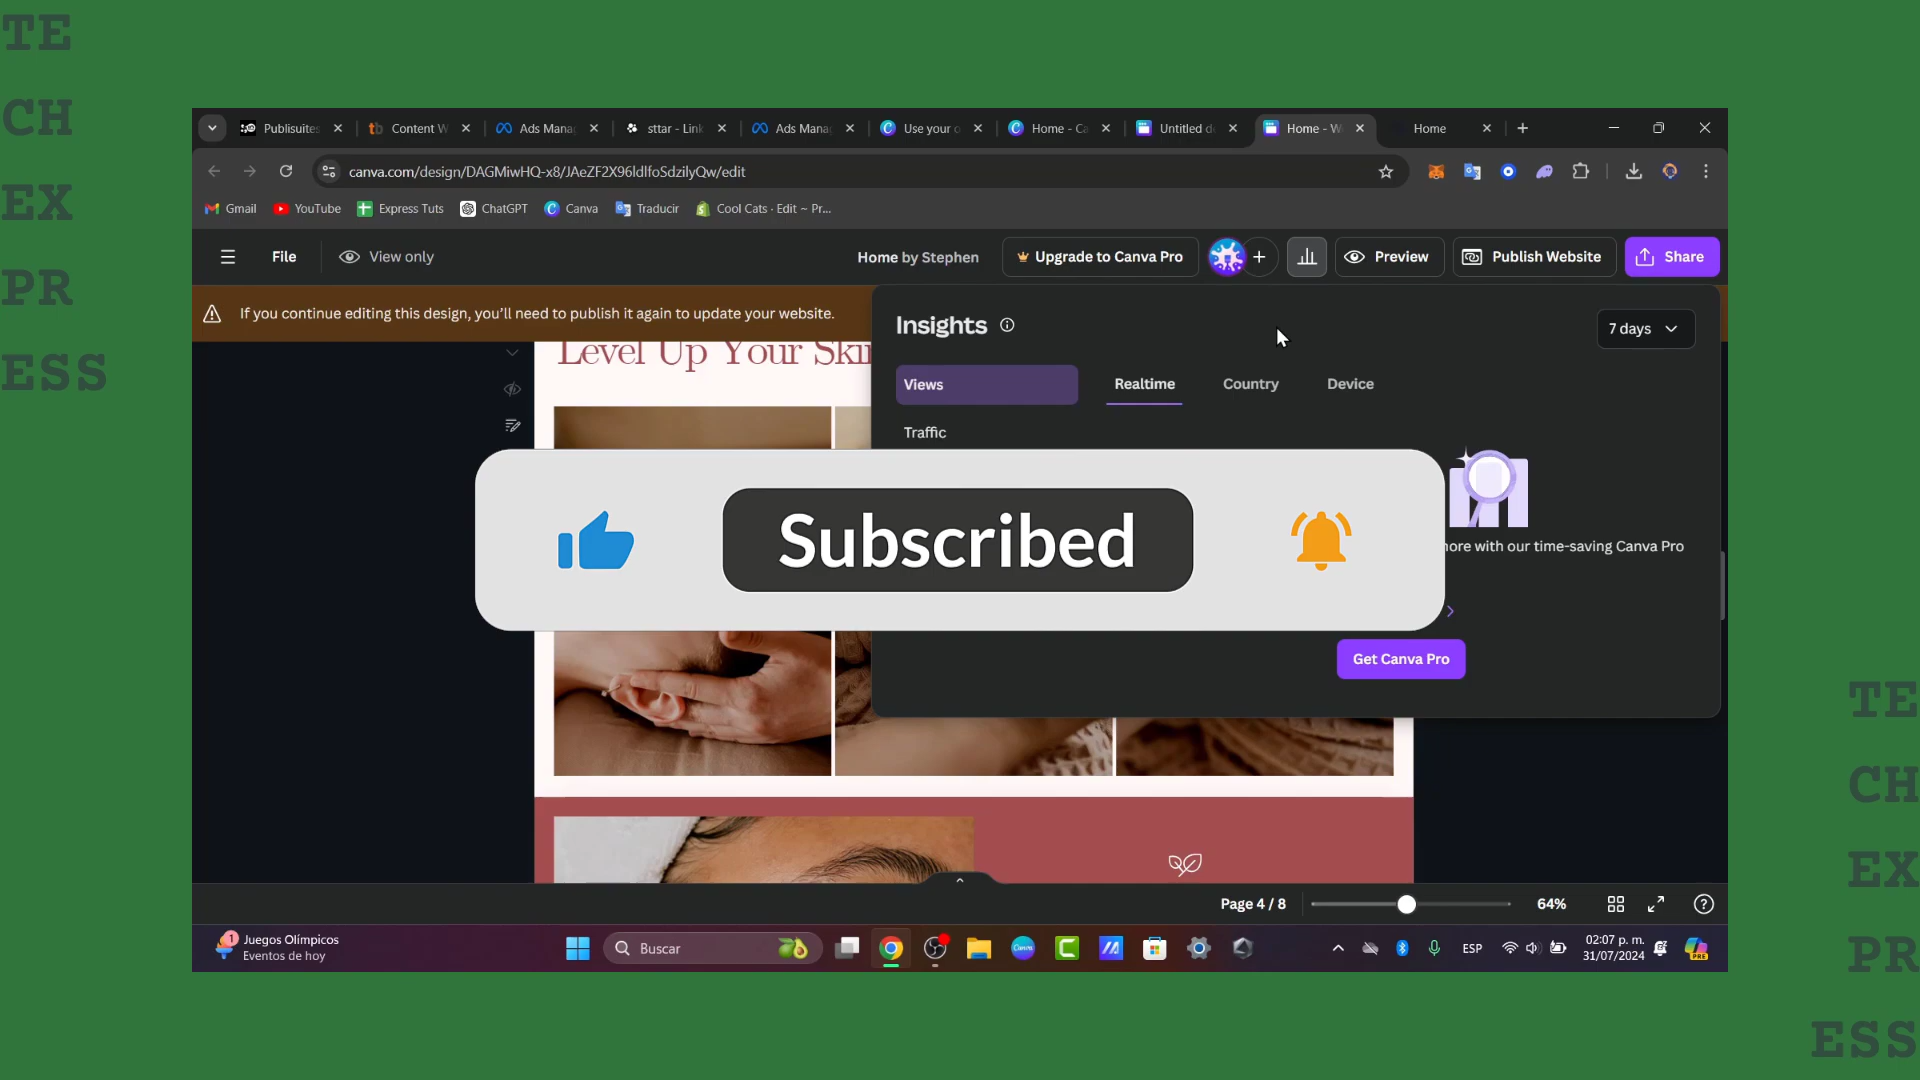 TE
CH
EX
PR
ESS
Publisuites
Content W
Ads Mana
sttar - Link
Ads Mana
Use your o
Home - Ca
Untitled d
Home - W
Home
canva.com/design/DAGMiwHQ-x8/JAeZF2X96ldlfoSdzilyQw/edit
Gmail
YouTube
Express Tuts
ChatGPT
Canva
Traducir
Cool Cats · Edit ~ Pr...
File
View only
Home by Stephen
Upgrade to Canva Pro
Preview
Publish Website
Share
If you continue editing this design, you'll need to publish it again to update your website.
Insights
7 days
Level Up Your Skin
Views
Realtime
Country
Device
Traffic
Subscribed
more with our time-saving Canva Pro
Get Canva Pro
Page 4 / 8
64%
1
Juegos Olímpicos
Eventos de hoy
Buscar
Canva
ESP
02:07 p. m.
31/07/2024
PRE
TE
CH
EX
PR
ESS